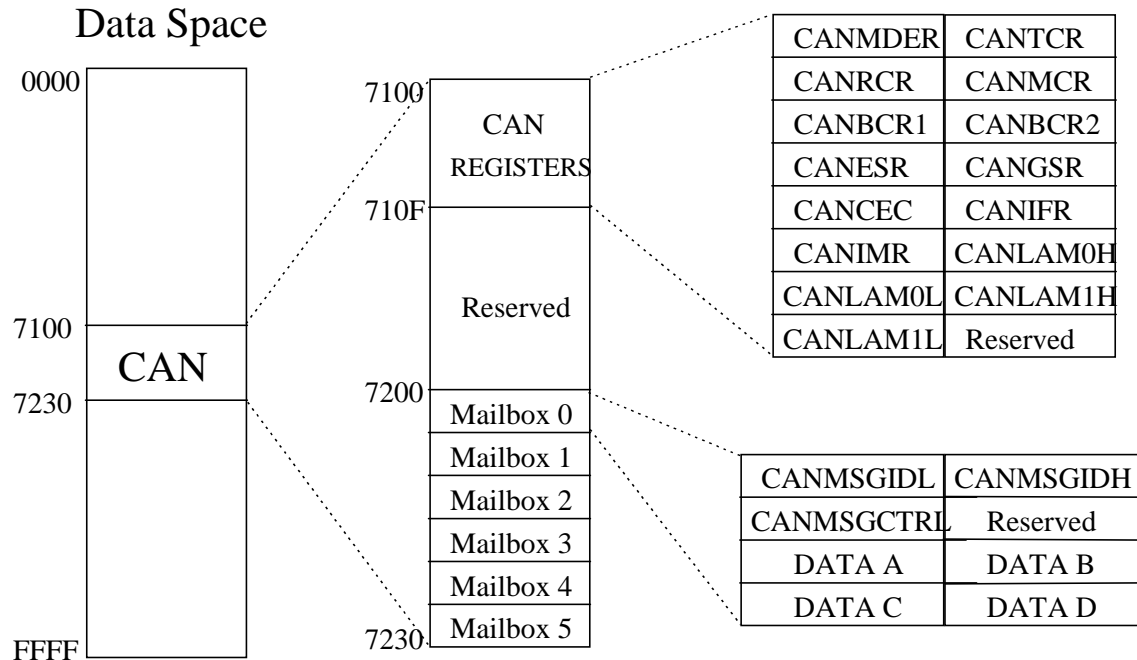 Data Space
0000
7100
CAN
7230
FFFF
7100
CAN
REGISTERS
710F
Reserved
7200
Mailbox 0
Mailbox 1
Mailbox 2
Mailbox 3
Mailbox 4
Mailbox 5
7230
CANMDER CANTCR
CANRCR CANMCR
CANBCR1 CANBCR2
CANESR CANGSR
CANCEC CANIFR
CANIMR CANLAM0H
CANLAM0L CANLAM1H
CANLAM1L Reserved
CANMSGIDL CANMSGIDH
CANMSGCTRL Reserved
DATA A DATA B
DATA C DATA D